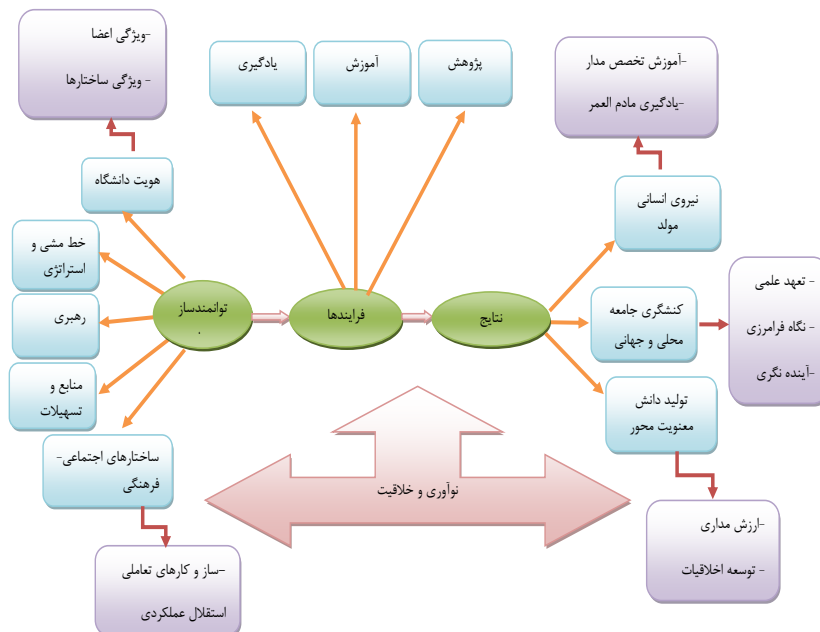 -ویژگی اعضا
- ویژگی ساختارها
یادگیری
آموزش
پژوهش
-آموزش تخصص مدار
-یادگیری مادم العمر
هویت دانشگاه
نیروی انسانی
مولد
خط مشی و
استراتژی
رهبری
منابع و
تسهیلات
ساختارهای اجتماعی-
فرهنگی
توانمندساز
.
فرایندها
نتایج
کنشگری جامعه
محلی و جهانی
- تعهد علمی
- نگاه فرامرزی
-آینده نگری
تولید دانش
معنویت محور
نوآوری و خلاقیت
-ارزش مداری
- توسعه اخلاقیات
-ساز و کارهای تعاملی
استقلال عملکردی